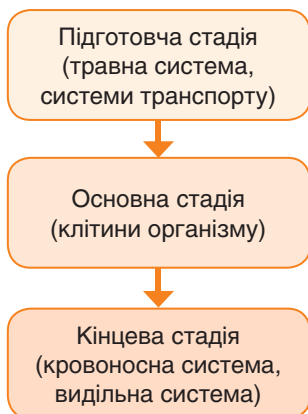 Підготовча стадія
(травна система,
системи транспорту)
Основна стадія
(клітини організму)
Кінцева стадія
(кровоносна система,
видільна система)